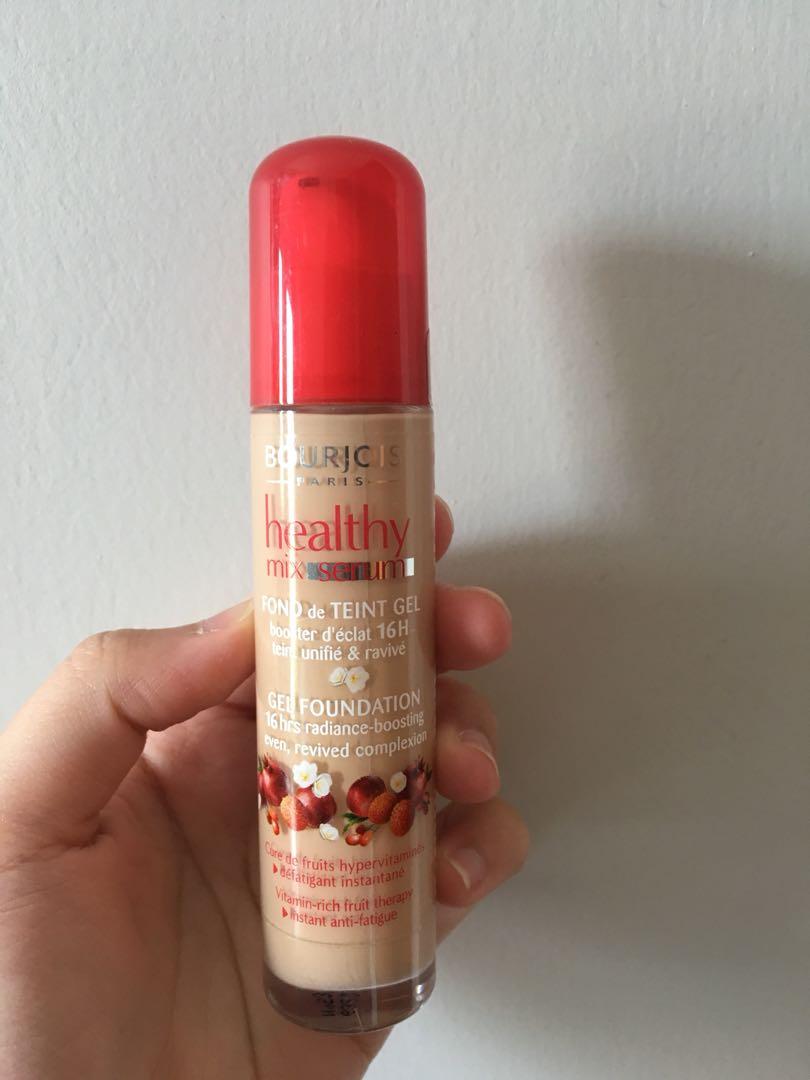 BOURJOIS
PARIS
healthy
mix serum
FOND de TEINT GEL
booster d'éclat 16H
teint unifié & ravivé
GEL FOUNDATION
16 hrs radiance-boosting
even, revived complexion
Cure de fruits hypervitaminés
▶ défatigant instantané
Vitamin-rich fruit therapy
▶ Instant anti-fatigue